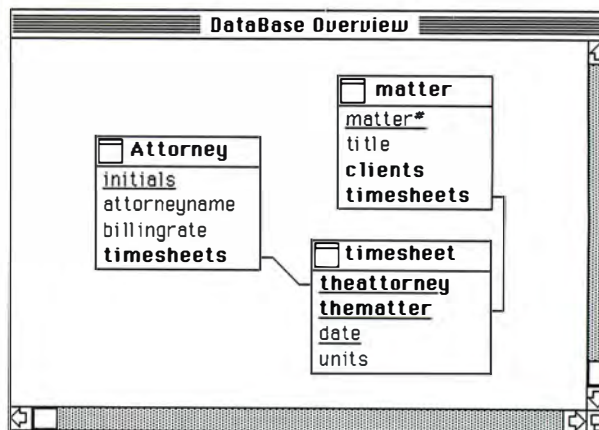 DataBase Overview
matter
matter#
title
clients
timesheets
Attorney
initials
attorneyname
billingrate
timesheets
timesheet
theattorney
thematter
date
units